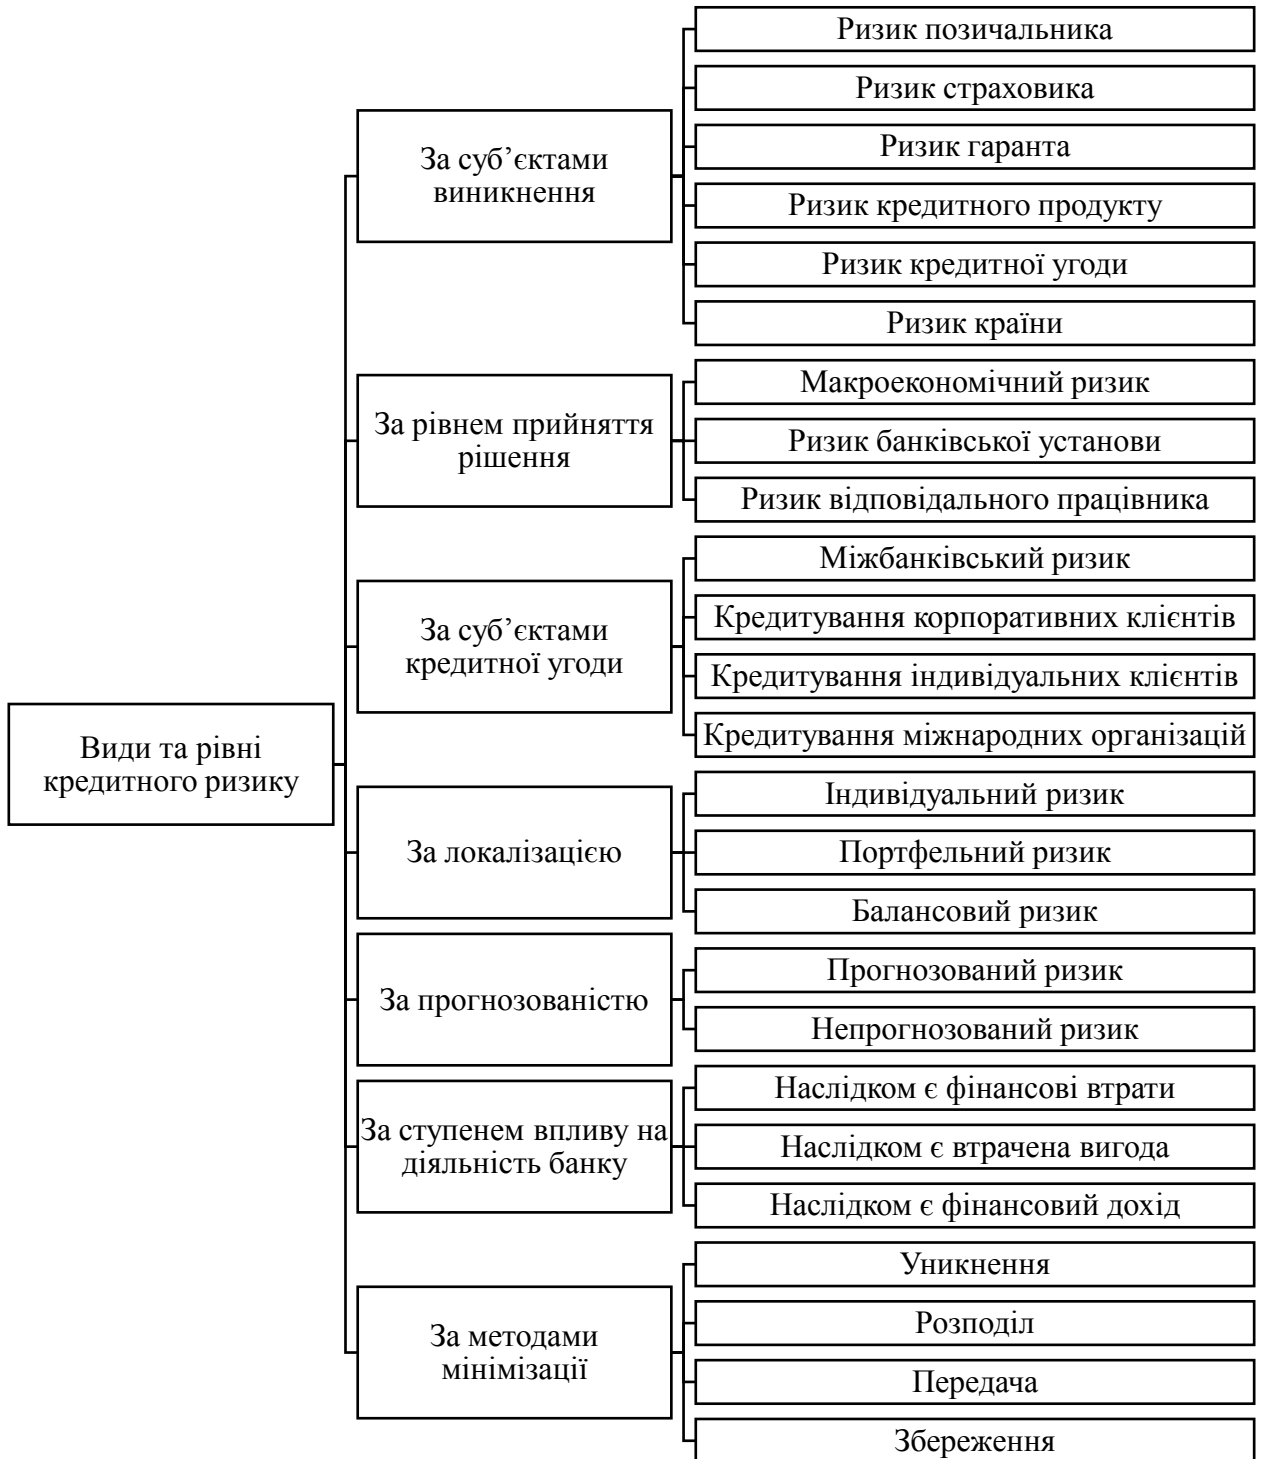 Види та рівні
кредитного ризику
За суб’єктами
виникнення
Ризик позичальника
Ризик страховика
Ризик гаранта
Ризик кредитного продукту
Ризик кредитної угоди
Ризик країни
За рівнем прийняття
рішення
Макроекономічний ризик
Ризик банківської установи
Ризик відповідального працівника
За суб’єктами
кредитної угоди
Міжбанківський ризик
Кредитування корпоративних клієнтів
Кредитування індивідуальних клієнтів
Кредитування міжнародних організацій
За локалізацією
Індивідуальний ризик
Портфельний ризик
Балансовий ризик
За прогнозованістю
Прогнозований ризик
Непрогнозований ризик
За ступенем впливу на
діяльність банку
Наслідком є фінансові втрати
Наслідком є втрачена вигода
Наслідком є фінансовий дохід
За методами
мінімізації
Уникнення
Розподіл
Передача
Збереження